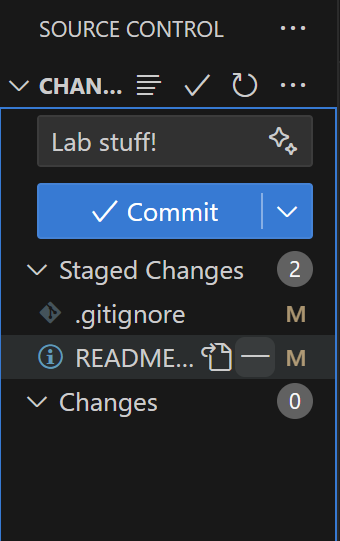 SOURCE CONTROL
CHAN...
Lab stuff!
Commit
Staged Changes 2
.gitignore M
README... M
Changes 0